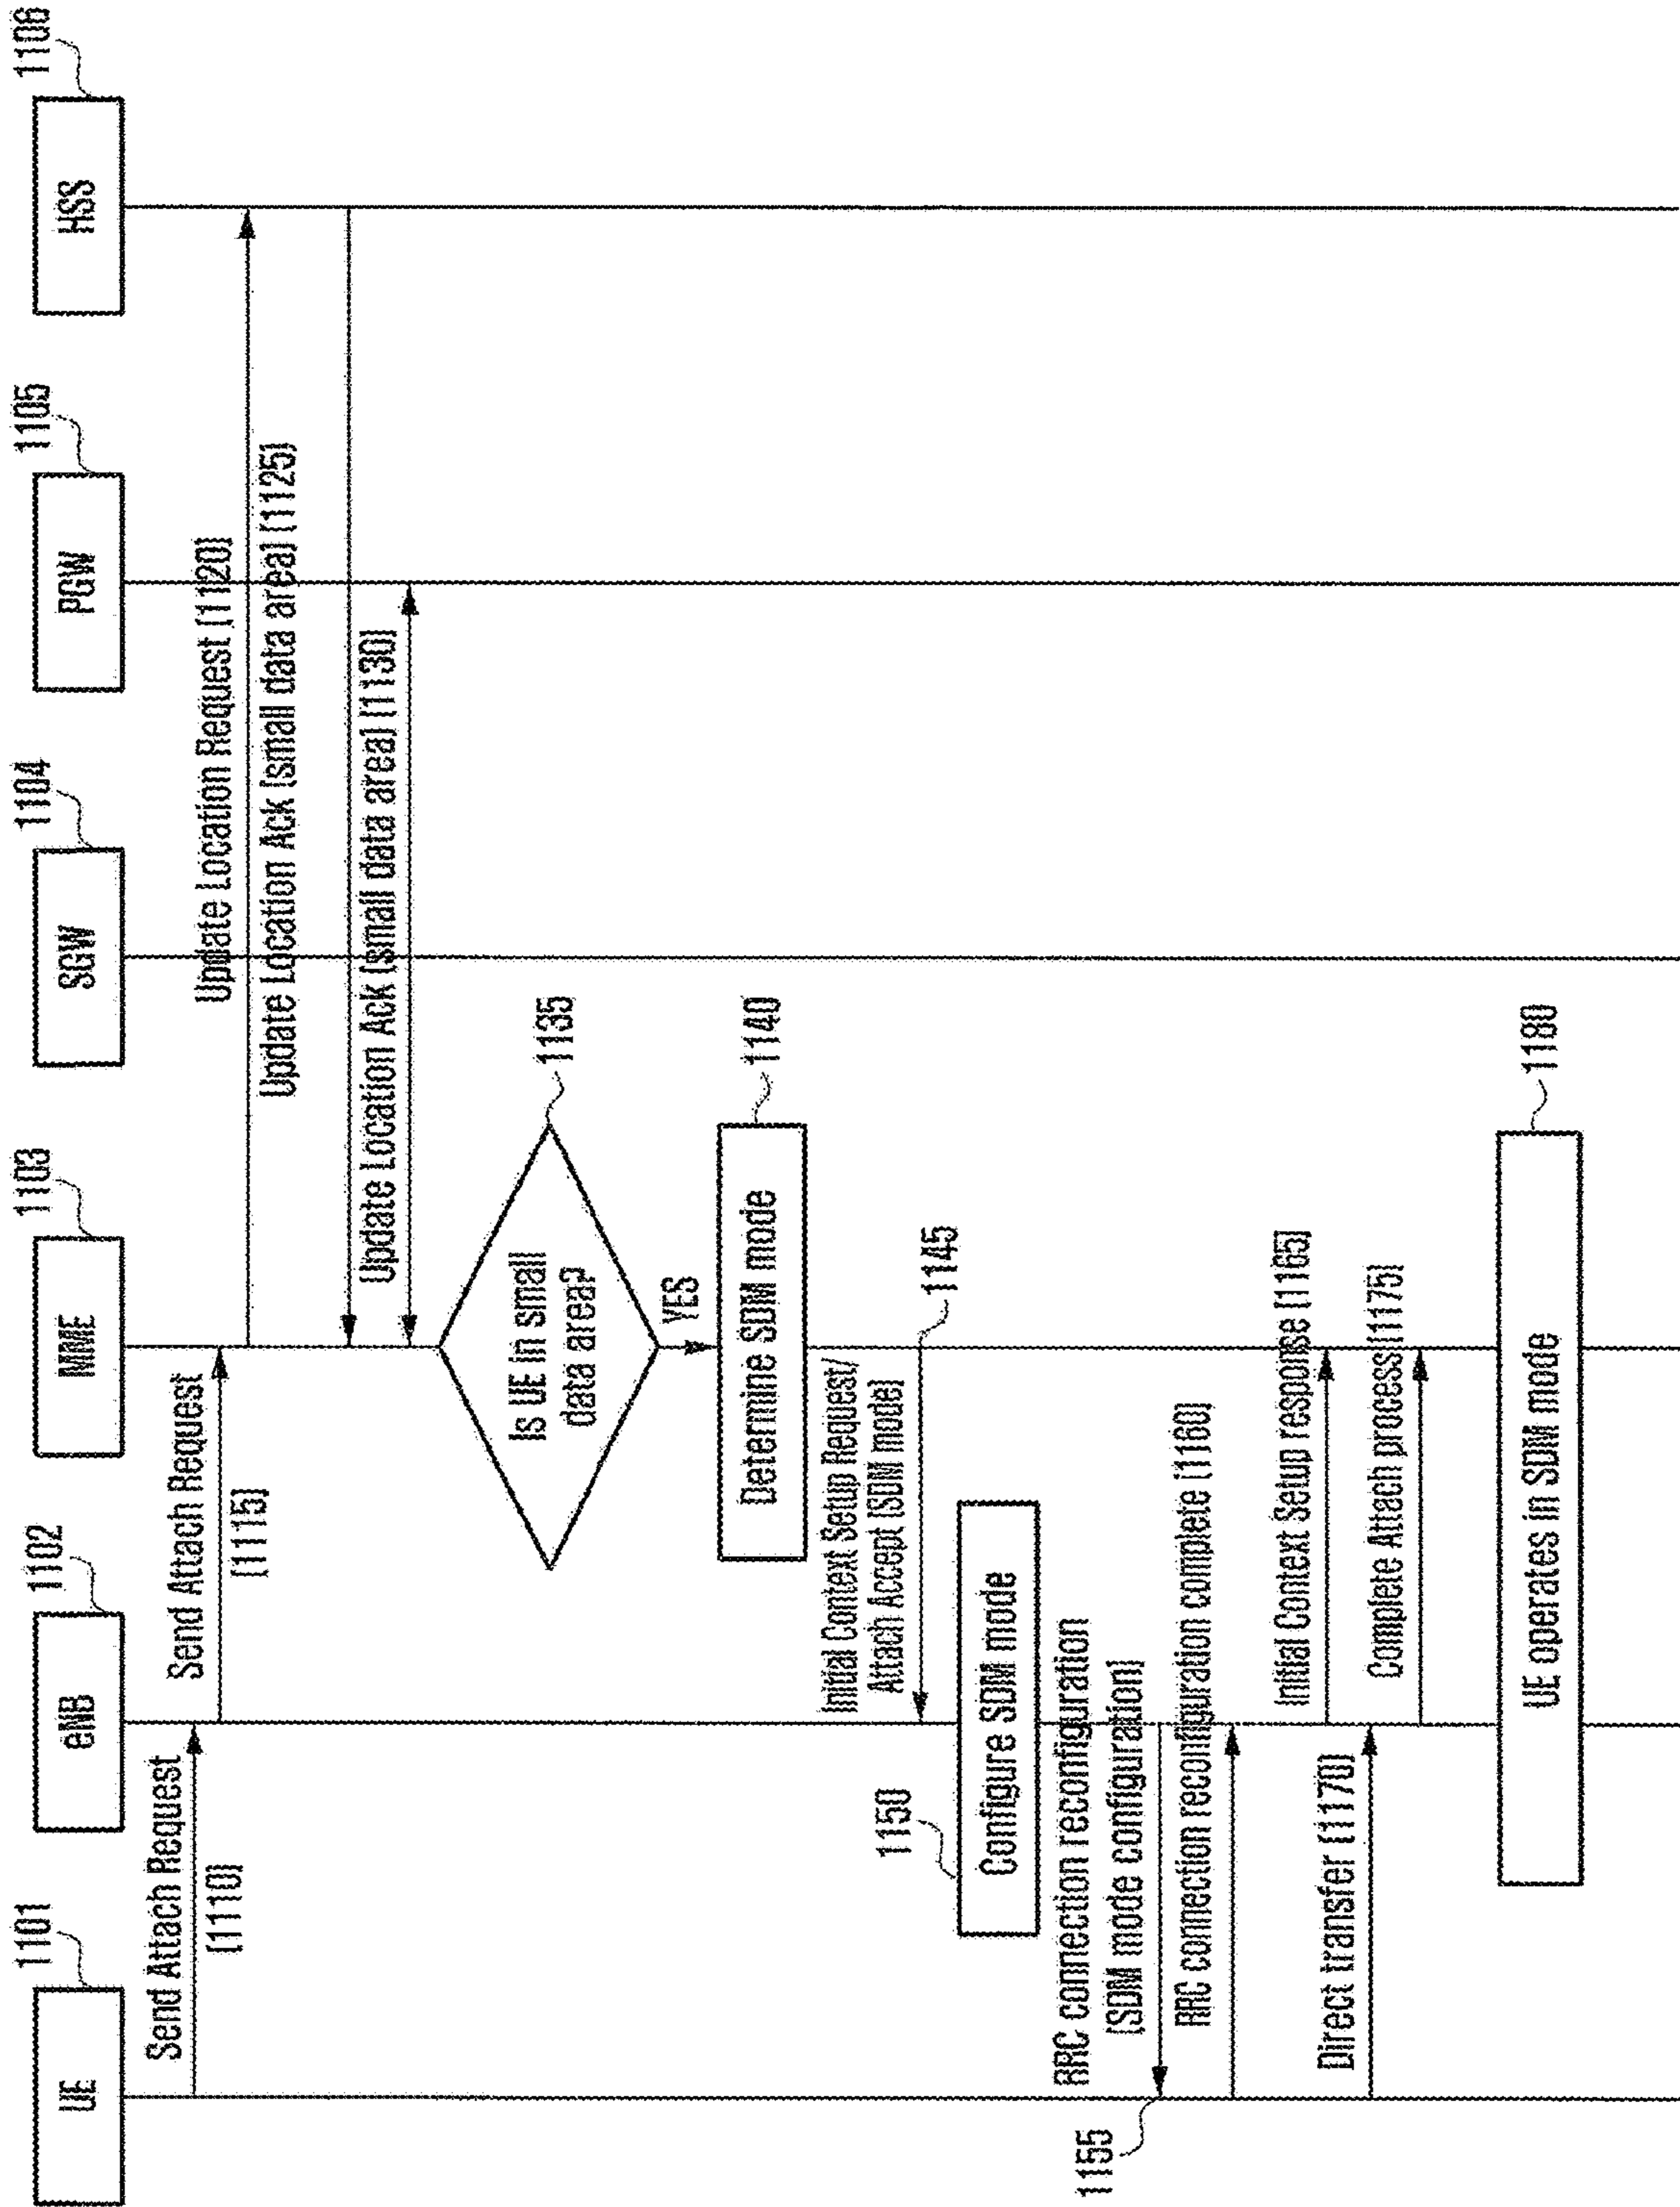 UE
1101
eNB
1102
MME
1103
SGW
1104
PGW
1105
HSS
1106
Send Attach Request
[1110]
Send Attach Request
[1115]
Update Location Request [1120]
Update Location Ack [small data area] [1125]
Update Location Ack [small data area] [1130]
Is UE in small
data area?
1135
YES
Determine SDM mode
1140
Initial Context Setup Request/
Attach Accept [SDM mode]
1145
Configure SDM mode
1150
RRC connection reconfiguration
[SDM mode configuration]
1155
RRC connection reconfiguration complete [1160]
Initial Context Setup response [1165]
Direct transfer [1170]
Complete Attach process[1175]
UE operates in SDM mode
1180